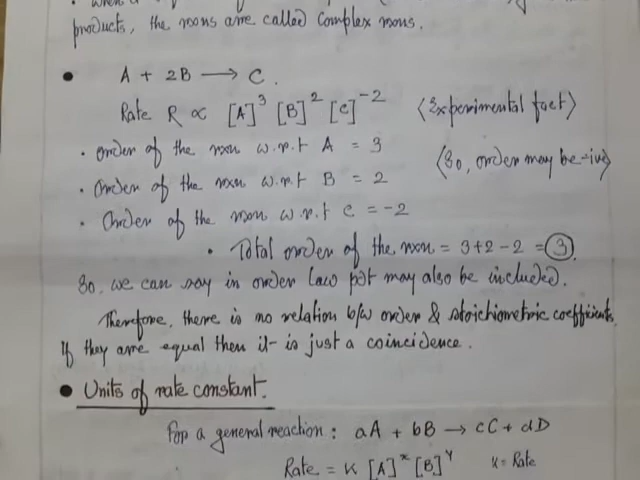 products, the rxns are called Complex rxns.
• A + 2B ⟶ C.
Rate R ∝ [A]³ [B]² [C]⁻² <Experimental fact>
• Order of the rxn w.r.t A = 3 <So, order may be -ive>
• Order of the rxn w.r.t B = 2
• Order of the rxn w.r.t C = -2
• Total order of the rxn = 3+2-2 = 3
So, we can say in order law pdt may also be included.
Therefore, there is no relation b/w order & stoichiometric coefficients.
If they are equal then it is just a coincidence.
• Units of rate constant.
For a general reaction: aA + bB ⟶ cC + dD
Rate = K [A]ˣ [B]ʸ K = Rate